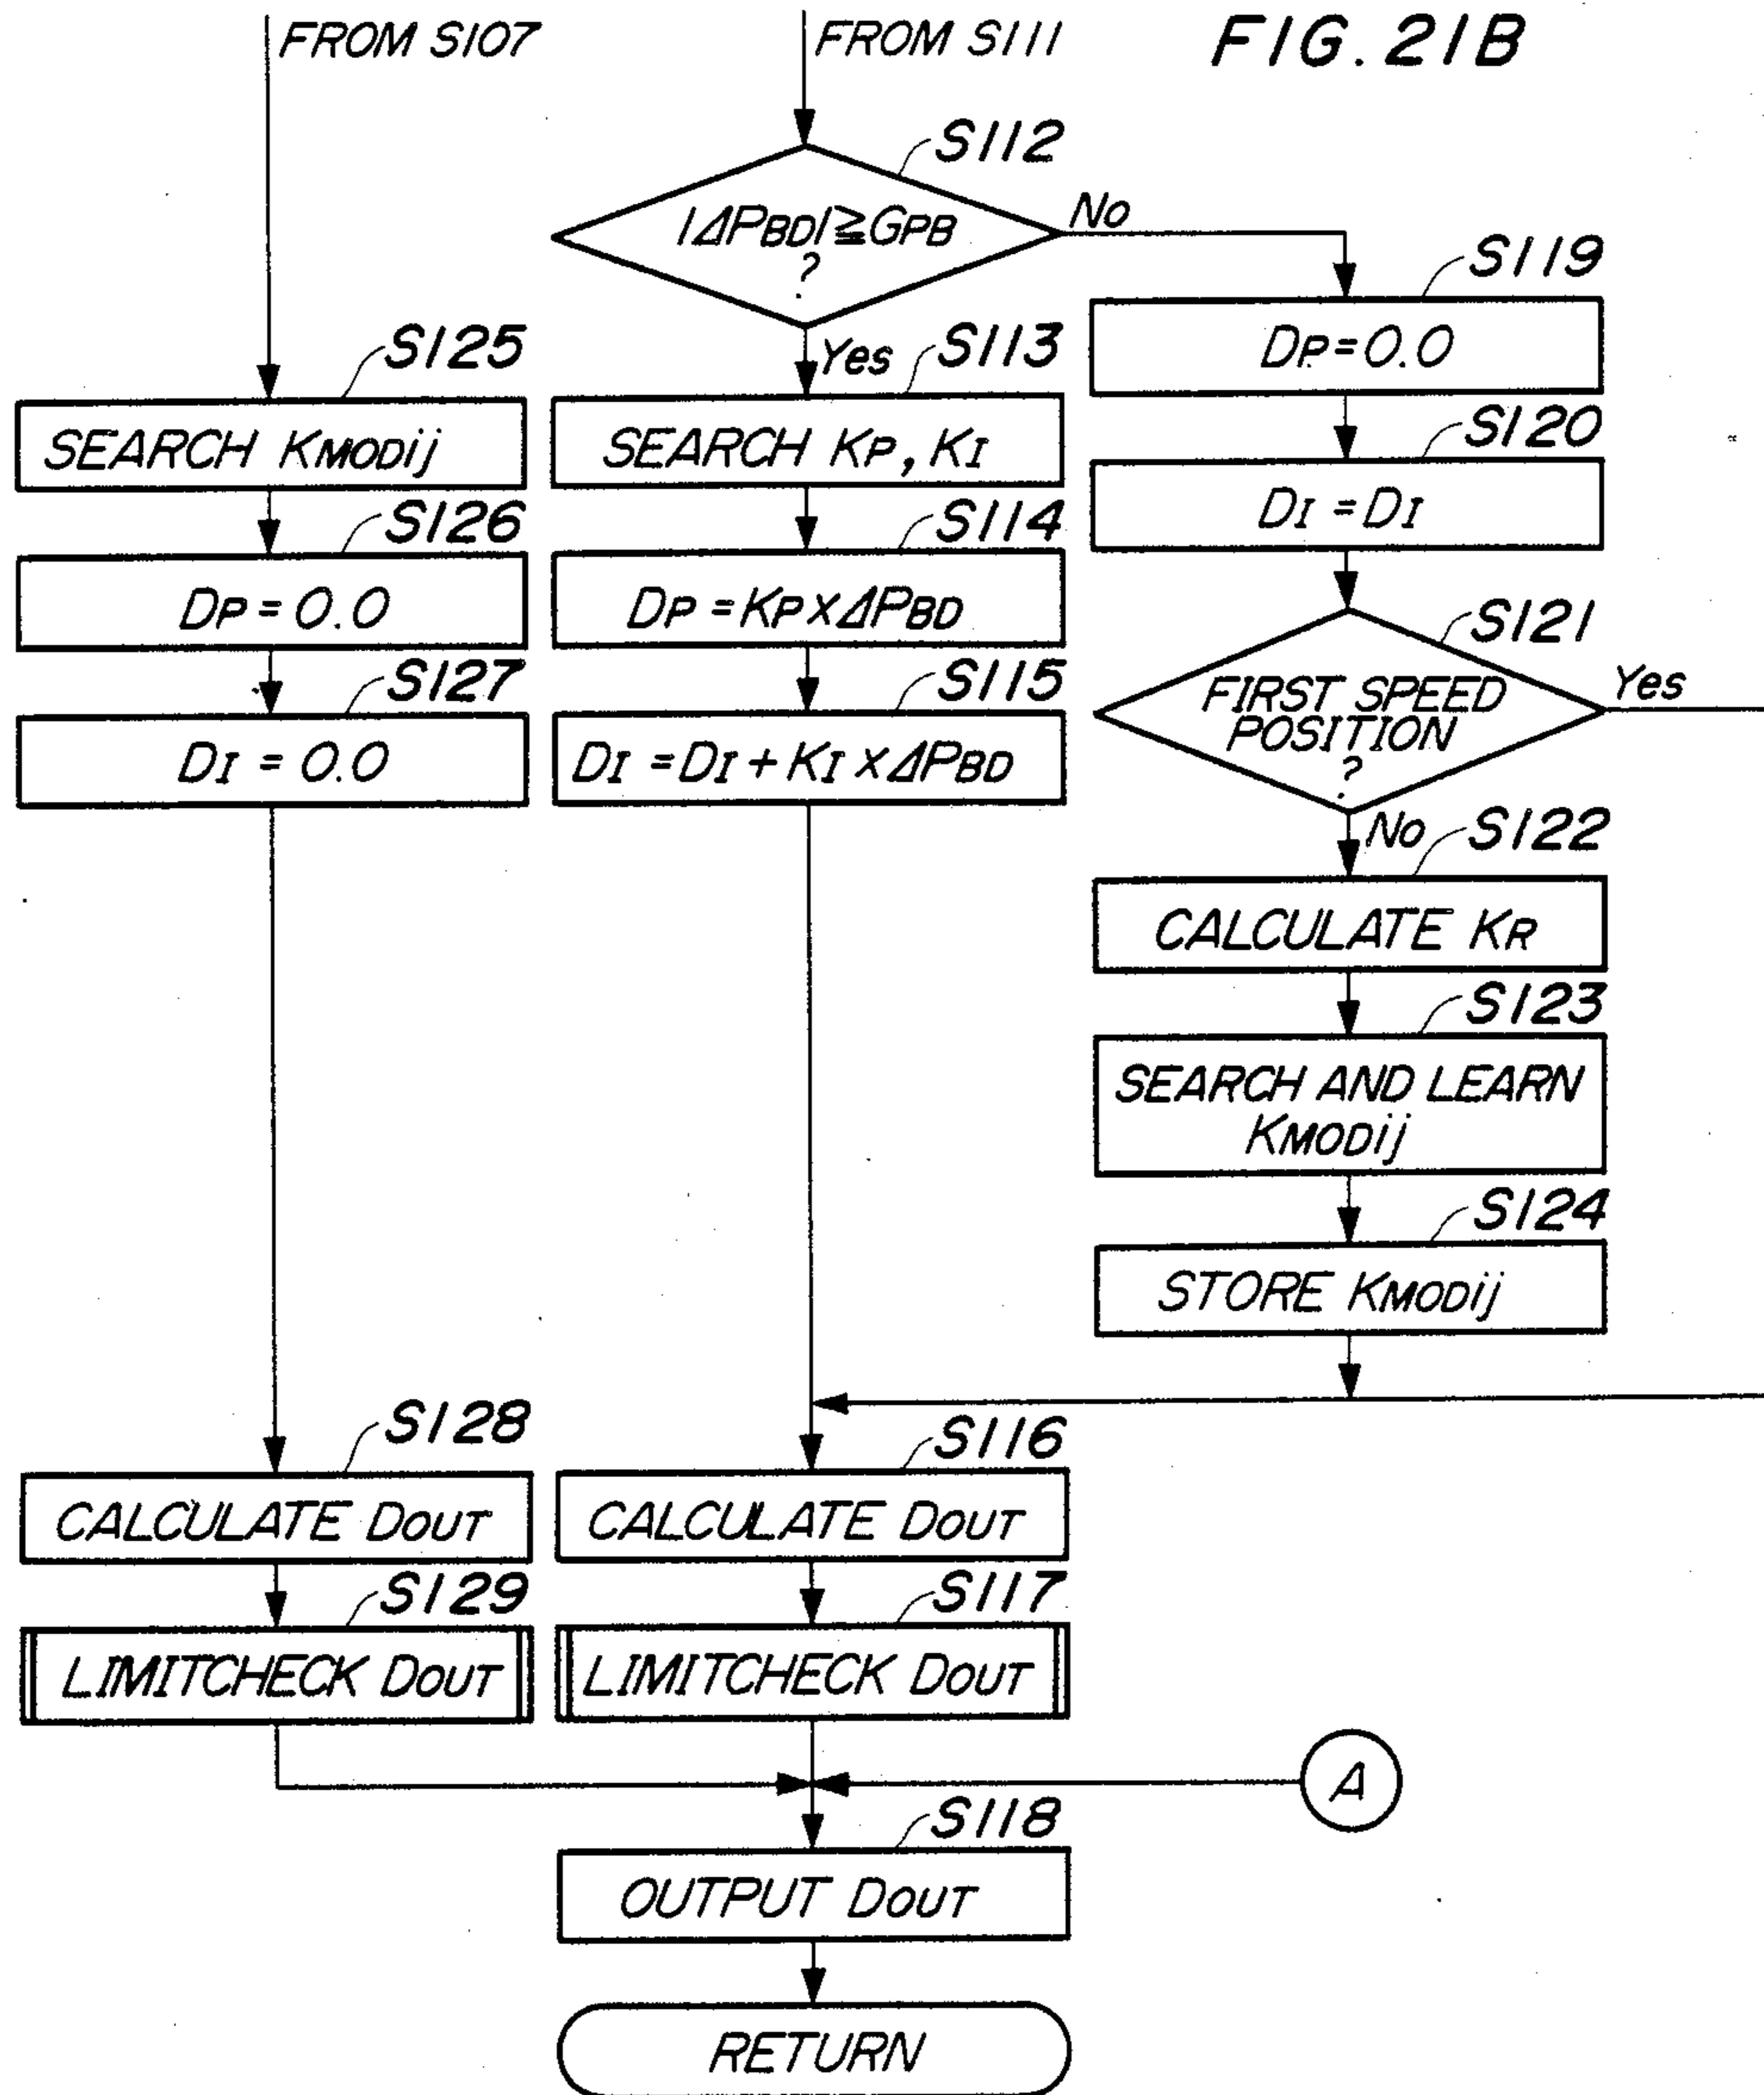 FROM S107
FROM S111
FIG. 21B
S112
|ΔPBD|≧GPB
?
No
Yes
S125
SEARCH KMODij
S126
DP=0.0
S127
DI=0.0
S113
SEARCH KP, KI
S114
DP=KP×ΔPBD
S115
DI=DI+KI×ΔPBD
S119
DP=0.0
S120
DI=DI
S121
FIRST SPEED
POSITION
?
Yes
No
S122
CALCULATE KR
S123
SEARCH AND LEARN
KMODij
S124
STORE KMODij
S128
CALCULATE DOUT
S129
LIMITCHECK DOUT
S116
CALCULATE DOUT
S117
LIMITCHECK DOUT
A
S118
OUTPUT DOUT
RETURN